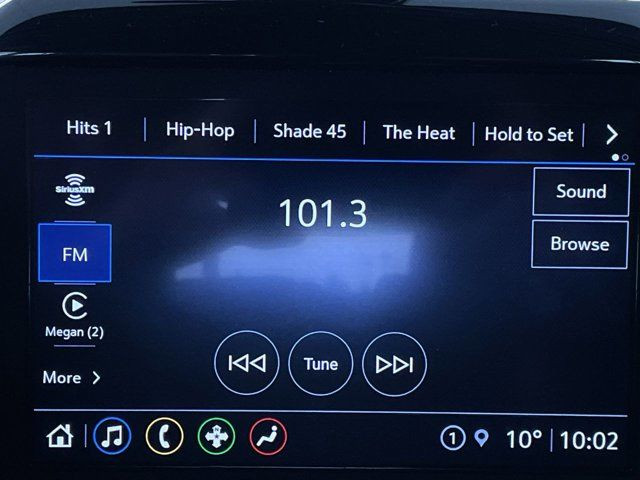 Hits 1 Hip-Hop Shade 45 The Heat Hold to Set
SiriusXM
101.3
Sound
FM
Browse
Megan (2)
Tune
More
1 10° 10:02